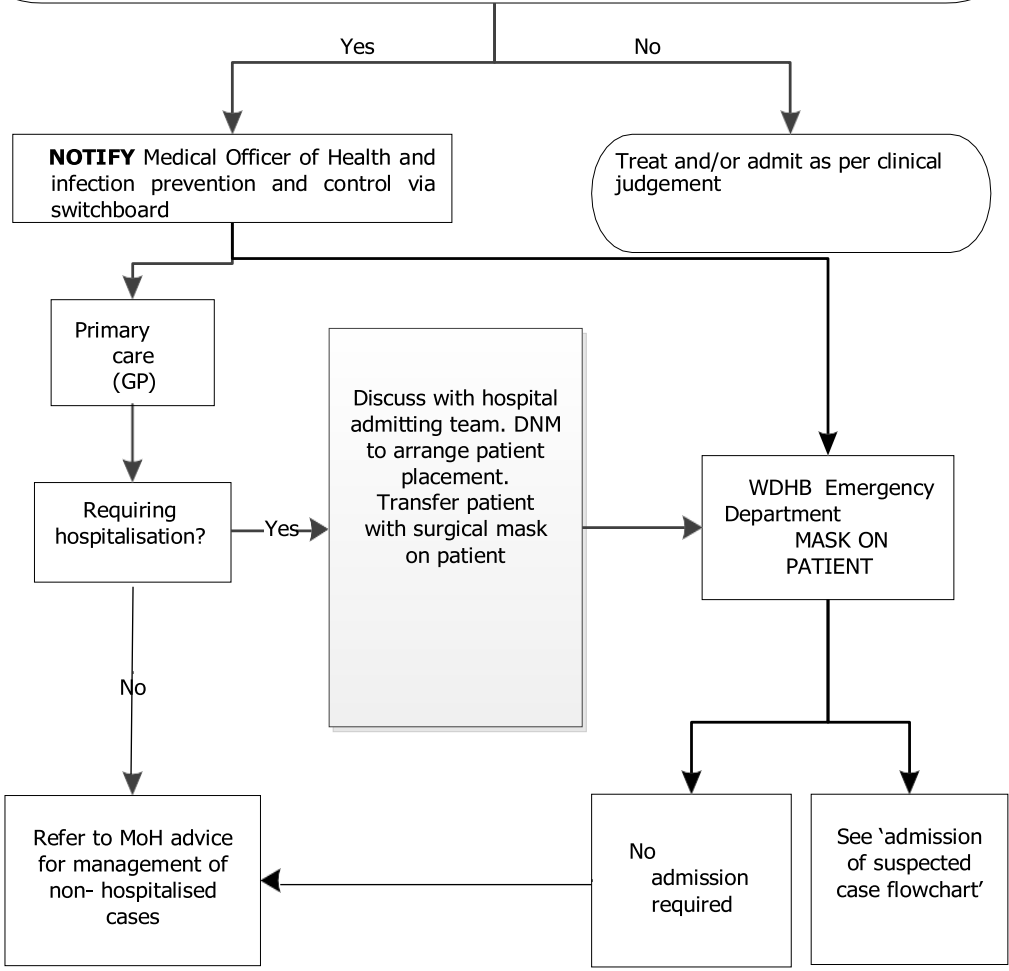 Yes
No
NOTIFY Medical Officer of Health and
infection prevention and control via
switchboard
Treat and/or admit as per clinical
judgement
Primary
care
(GP)
Discuss with hospital
admitting team. DNM
to arrange patient
placement.
Transfer patient
with surgical mask
on patient
Requiring
hospitalisation?
Yes
WDHB Emergency
Department
MASK ON
PATIENT
No
Refer to MoH advice
for management of
non- hospitalised
cases
No
admission
required
See ‘admission
of suspected
case flowchart’